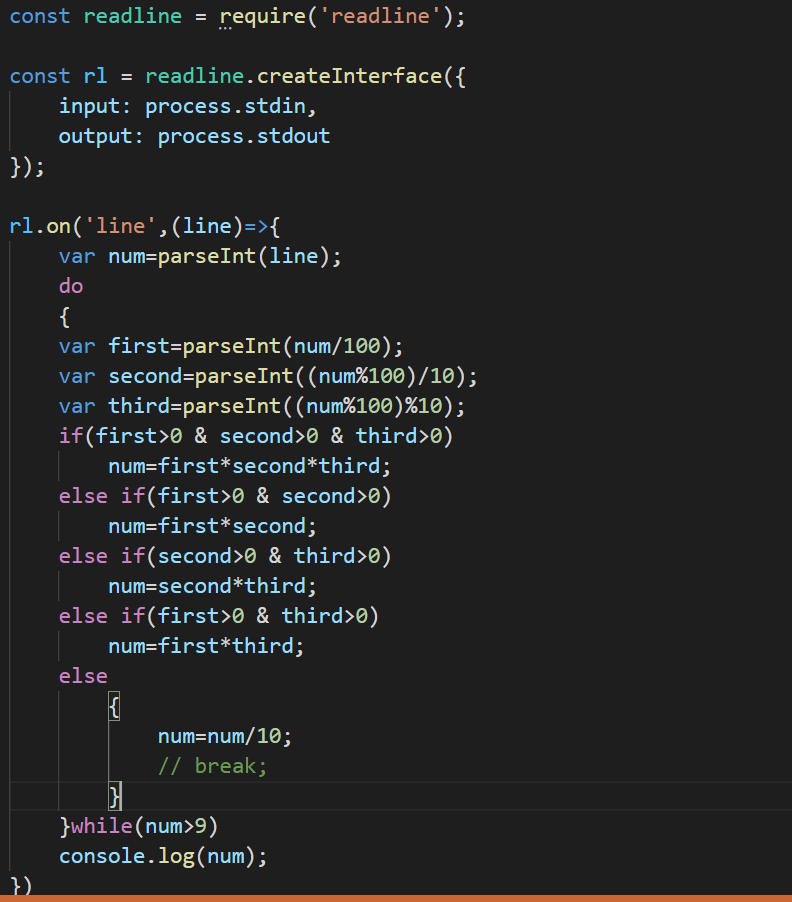 const readline = require('readline');
const rl = readline.createInterface({
    input: process.stdin,
    output: process.stdout
});
rl.on('line',(line)=>{
    var num=parseInt(line);
    do
    {
    var first=parseInt(num/100);
    var second=parseInt((num%100)/10);
    var third=parseInt((num%100)%10);
    if(first>0 & second>0 & third>0)
        num=first*second*third;
    else if(first>0 & second>0)
        num=first*second;
    else if(second>0 & third>0)
        num=second*third;
    else if(first>0 & third>0)
        num=first*third;
    else
        {
            num=num/10;
            // break;
        }
    }while(num>9)
    console.log(num);
})